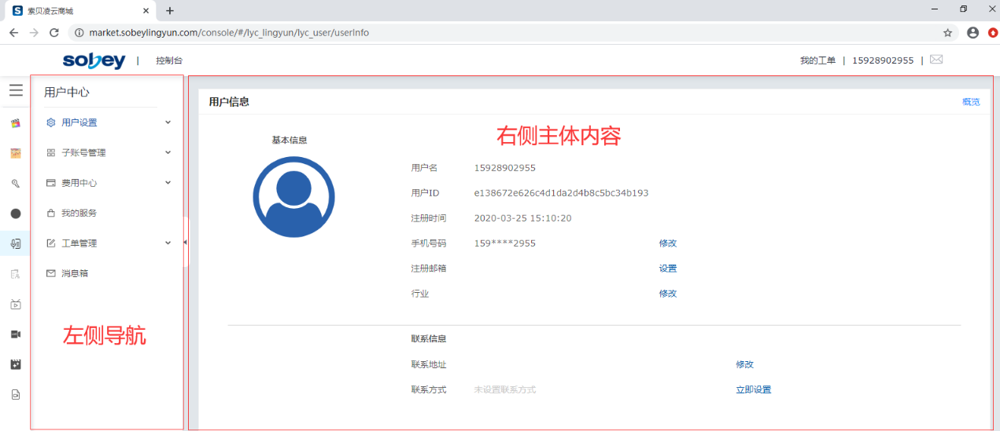 索贝凌云商城
market.sobeylingyun.com/console/#/lyc_lingyun/lyc_user/userInfo
sobey | 控制台
我的工单 | 15928902955 |
用户中心
用户设置
子账号管理
费用中心
我的服务
工单管理
消息箱
左侧导航
用户信息 概览
右侧主体内容
基本信息
用户名 15928902955
用户ID e138672e626c4d1da2d4b8c5bc34b193
注册时间 2020-03-25 15:10:20
手机号码 159****2955 修改
注册邮箱 设置
行业 修改
联系信息
联系地址 修改
联系方式 未设置联系方式 立即设置